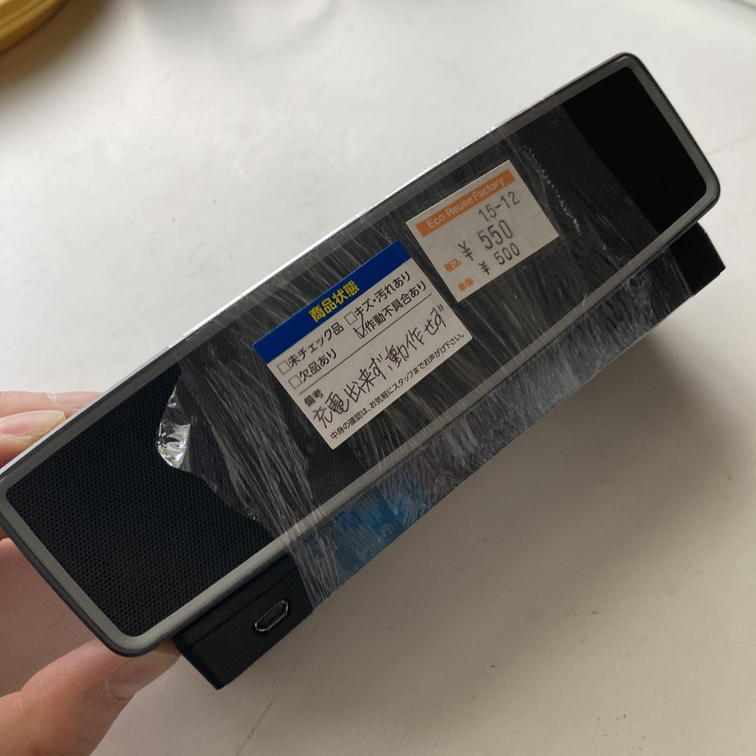 Eco Reuse Factory
15-12
税込 ¥ 550
本体 ¥ 500
商品状態
□未チェック品 □キズ・汚れあり
□欠品あり ☑作動不具合あり
備考
充電出来ず、動作せず
中身の確認は、お気軽にスタッフまでお声がけ下さい。